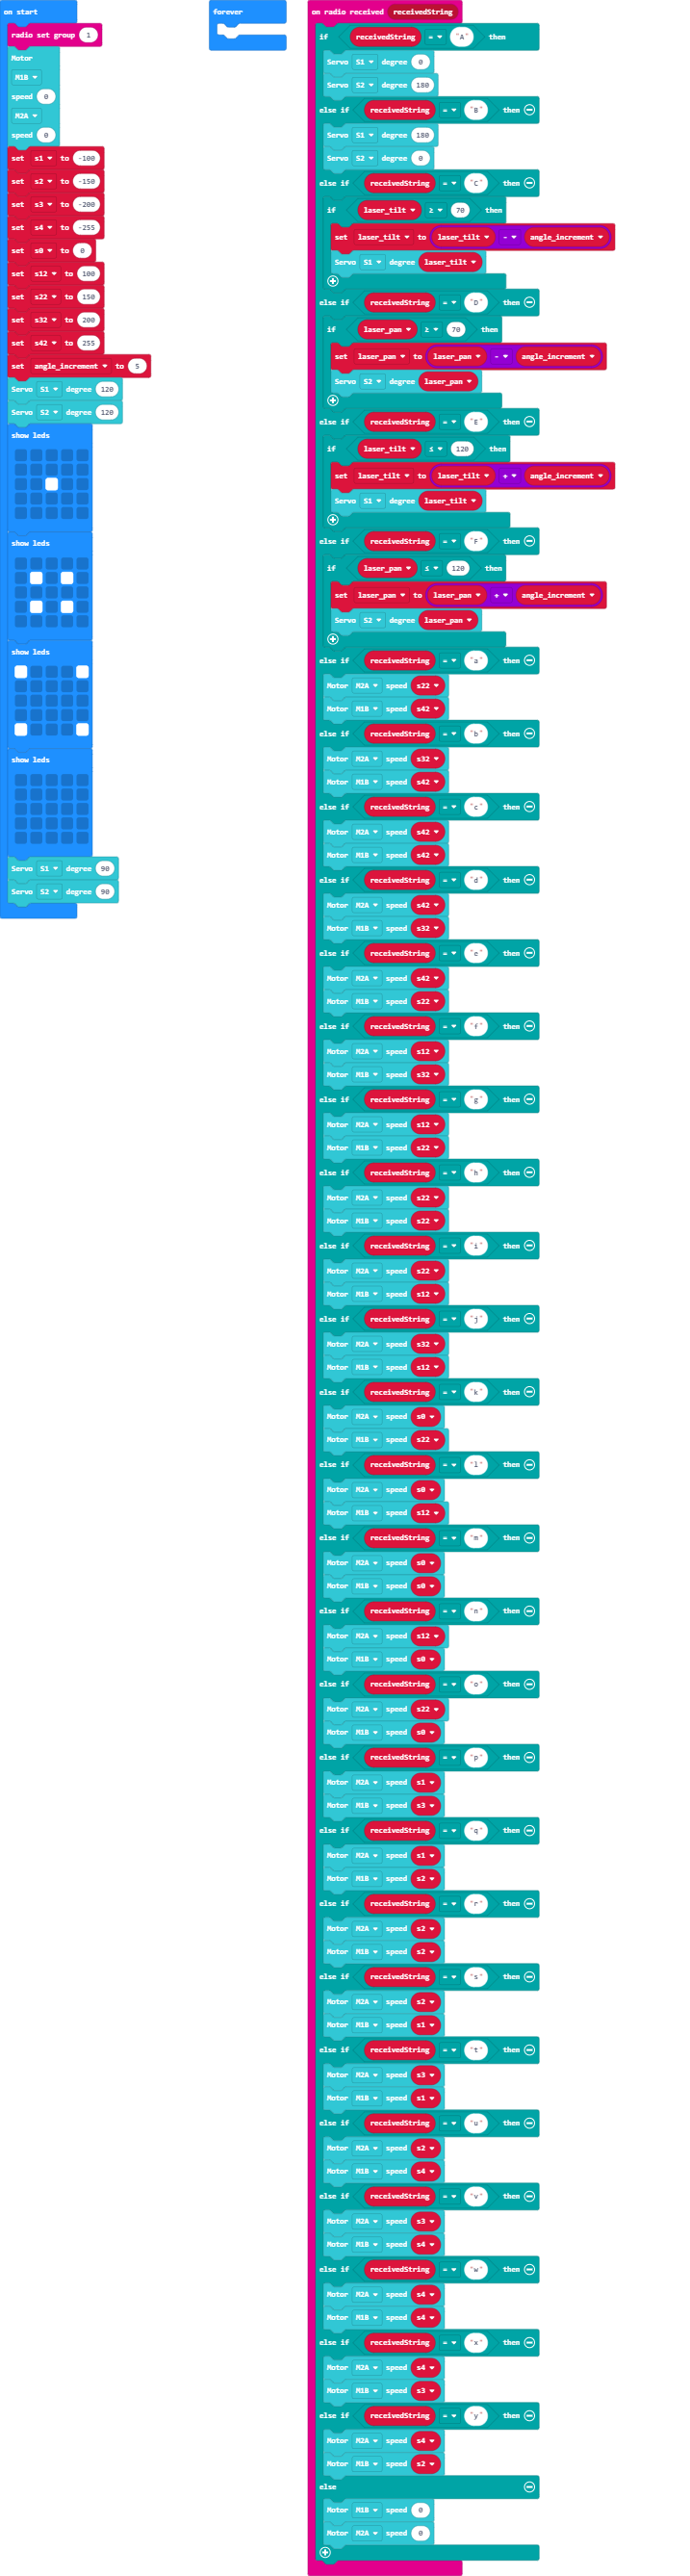 on start
radio set group 1
Motor
M1B
speed 0
M2A
speed 0
set s1 to -100
set s2 to -150
set s3 to -200
set s4 to -255
set s0 to 0
set s12 to 100
set s22 to 150
set s32 to 200
set s42 to 255
set angle_increment to 5
Servo S1 degree 120
Servo S2 degree 120
show leds
show leds
show leds
show leds
Servo S1 degree 90
Servo S2 degree 90
forever
on radio received receivedString
if receivedString = "A" then
Servo S1 degree 0
Servo S2 degree 180
else if receivedString = "B" then
Servo S1 degree 180
Servo S2 degree 0
else if receivedString = "C" then
if laser_tilt ≥ 70 then
set laser_tilt to laser_tilt - angle_increment
Servo S1 degree laser_tilt
else if receivedString = "D" then
if laser_pan ≥ 70 then
set laser_pan to laser_pan - angle_increment
Servo S2 degree laser_pan
else if receivedString = "E" then
if laser_tilt ≤ 120 then
set laser_tilt to laser_tilt + angle_increment
Servo S1 degree laser_tilt
else if receivedString = "F" then
if laser_pan ≤ 120 then
set laser_pan to laser_pan + angle_increment
Servo S2 degree laser_pan
else if receivedString = "a" then
Motor M2A speed s22
Motor M1B speed s42
else if receivedString = "b" then
Motor M2A speed s32
Motor M1B speed s42
else if receivedString = "c" then
Motor M2A speed s42
Motor M1B speed s42
else if receivedString = "d" then
Motor M2A speed s42
Motor M1B speed s32
else if receivedString = "e" then
Motor M2A speed s42
Motor M1B speed s22
else if receivedString = "f" then
Motor M2A speed s12
Motor M1B speed s32
else if receivedString = "g" then
Motor M2A speed s12
Motor M1B speed s22
else if receivedString = "h" then
Motor M2A speed s22
Motor M1B speed s22
else if receivedString = "i" then
Motor M2A speed s22
Motor M1B speed s12
else if receivedString = "j" then
Motor M2A speed s32
Motor M1B speed s12
else if receivedString = "k" then
Motor M2A speed s0
Motor M1B speed s22
else if receivedString = "l" then
Motor M2A speed s0
Motor M1B speed s12
else if receivedString = "m" then
Motor M2A speed s0
Motor M1B speed s0
else if receivedString = "n" then
Motor M2A speed s12
Motor M1B speed s0
else if receivedString = "o" then
Motor M2A speed s22
Motor M1B speed s0
else if receivedString = "p" then
Motor M2A speed s1
Motor M1B speed s3
else if receivedString = "q" then
Motor M2A speed s1
Motor M1B speed s2
else if receivedString = "r" then
Motor M2A speed s2
Motor M1B speed s2
else if receivedString = "s" then
Motor M2A speed s2
Motor M1B speed s1
else if receivedString = "t" then
Motor M2A speed s3
Motor M1B speed s1
else if receivedString = "u" then
Motor M2A speed s2
Motor M1B speed s4
else if receivedString = "v" then
Motor M2A speed s3
Motor M1B speed s4
else if receivedString = "w" then
Motor M2A speed s4
Motor M1B speed s4
else if receivedString = "x" then
Motor M2A speed s4
Motor M1B speed s3
else if receivedString = "y" then
Motor M2A speed s4
Motor M1B speed s2
else
Motor M1B speed 0
Motor M2A speed 0